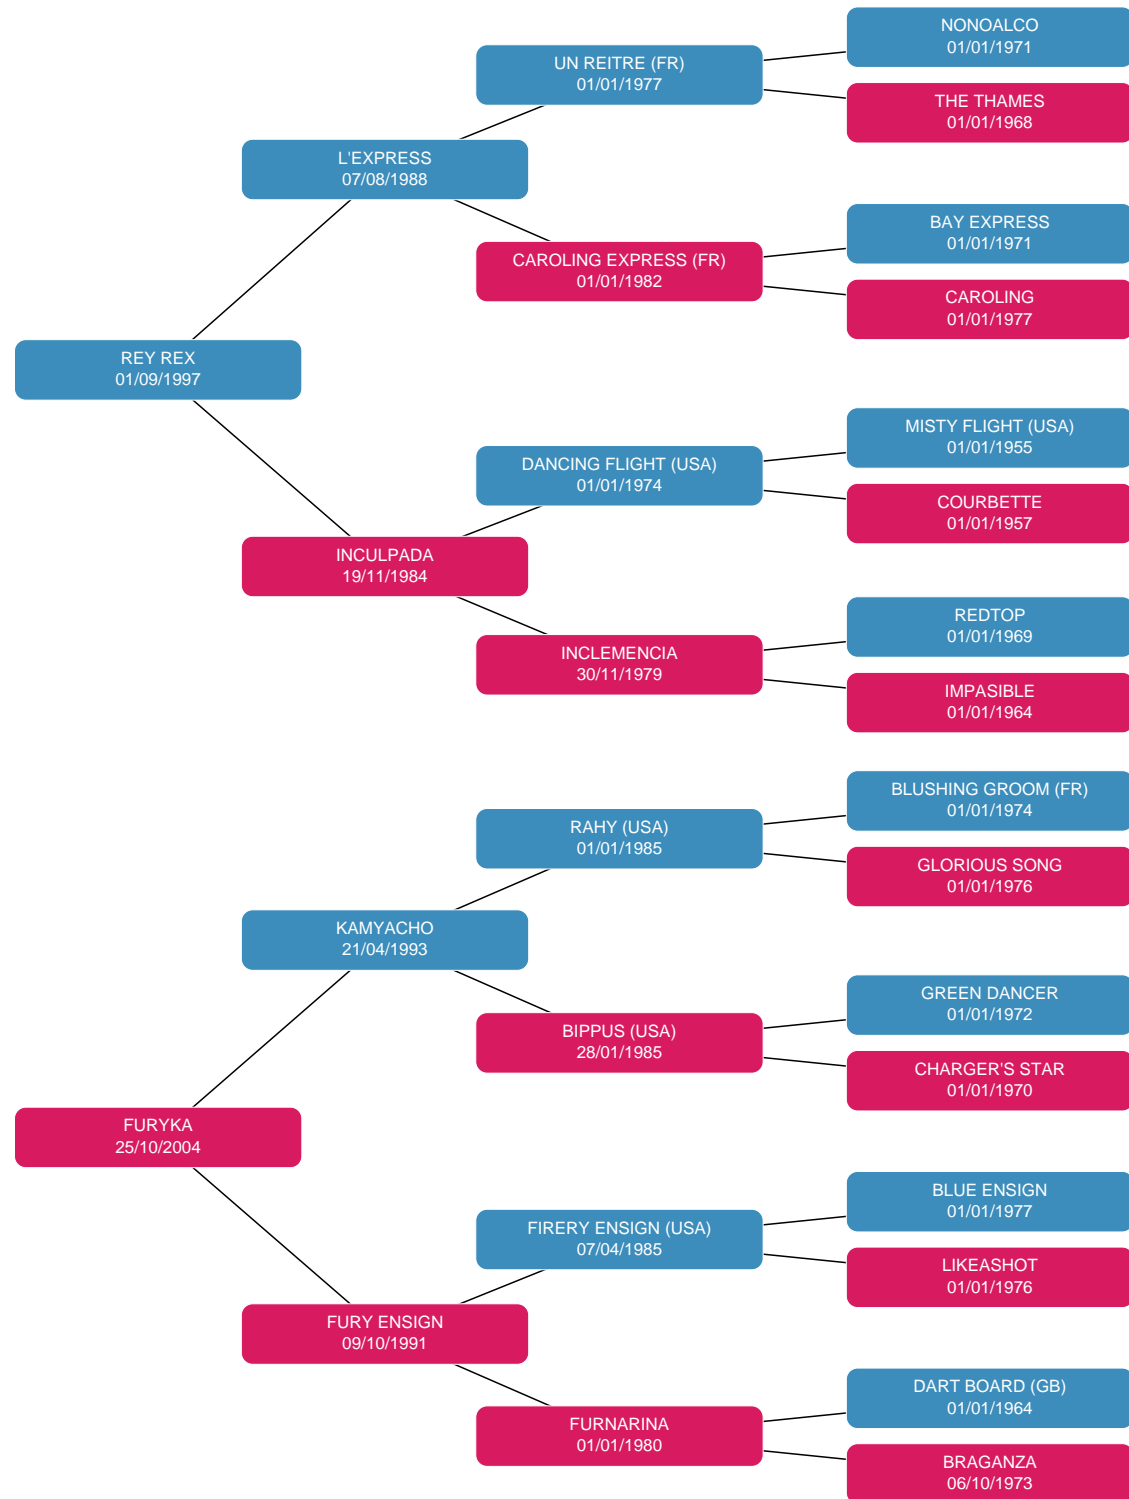 NONOALCO
01/01/1971
UN REITRE (FR)
01/01/1977
THE THAMES
01/01/1968
L'EXPRESS
07/08/1988
BAY EXPRESS
01/01/1971
CAROLING EXPRESS (FR)
01/01/1982
CAROLING
01/01/1977
REY REX
01/09/1997
MISTY FLIGHT (USA)
01/01/1955
DANCING FLIGHT (USA)
01/01/1974
COURBETTE
01/01/1957
INCULPADA
19/11/1984
REDTOP
01/01/1969
INCLEMENCIA
30/11/1979
IMPASIBLE
01/01/1964
BLUSHING GROOM (FR)
01/01/1974
RAHY (USA)
01/01/1985
GLORIOUS SONG
01/01/1976
KAMYACHO
21/04/1993
GREEN DANCER
01/01/1972
BIPPUS (USA)
28/01/1985
CHARGER'S STAR
01/01/1970
FURYKA
25/10/2004
BLUE ENSIGN
01/01/1977
FIRERY ENSIGN (USA)
07/04/1985
LIKEASHOT
01/01/1976
FURY ENSIGN
09/10/1991
DART BOARD (GB)
01/01/1964
FURNARINA
01/01/1980
BRAGANZA
06/10/1973